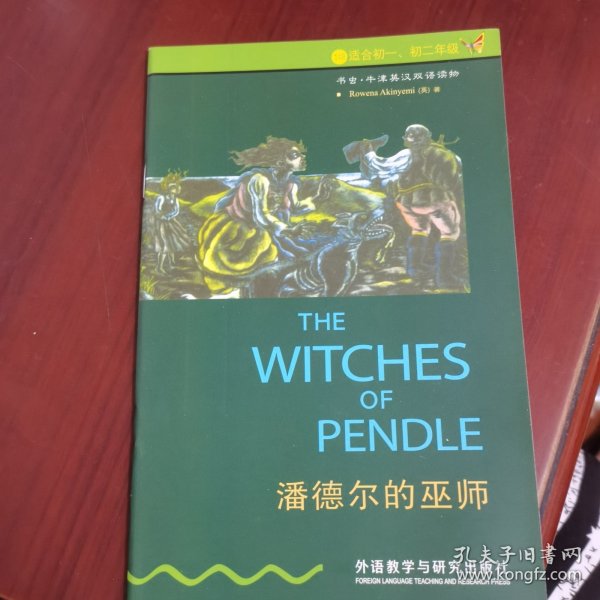 适合初一、初二年级
书虫·牛津英汉双语读物
Rowena Akinyemi (英) 著
THE
WITCHES
OF
PENDLE
潘德尔的巫师
外语教学与研究出版社
FOREIGN LANGUAGE TEACHING AND RESEARCH PRESS
孔夫子旧书网
www.kongfz.com